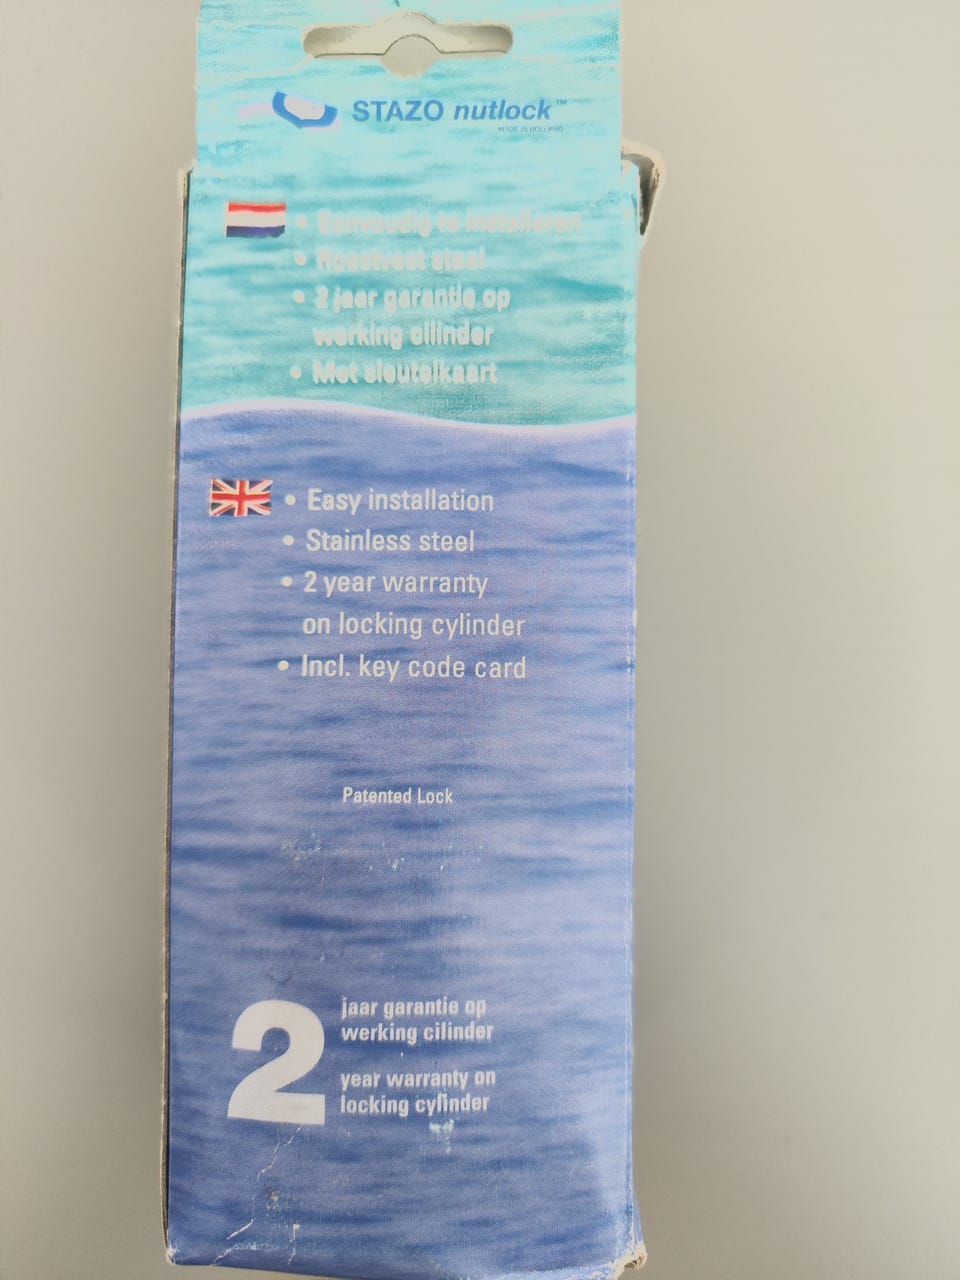 STAZO nutlock™
MADE IN HOLLAND
• Eenvoudig te installeren
• Roestvast staal
• 2 jaar garantie op
werking cilinder
• Met sleutelkaart
• Easy installation
• Stainless steel
• 2 year warranty
on locking cylinder
• Incl. key code card
Patented Lock
2
jaar garantie op
werking cilinder
year warranty on
locking cylinder